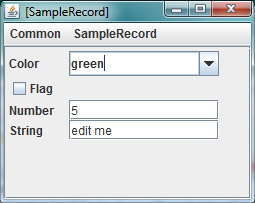 [SampleRecord]
Common SampleRecord
Color green
Flag
Number 5
String edit me